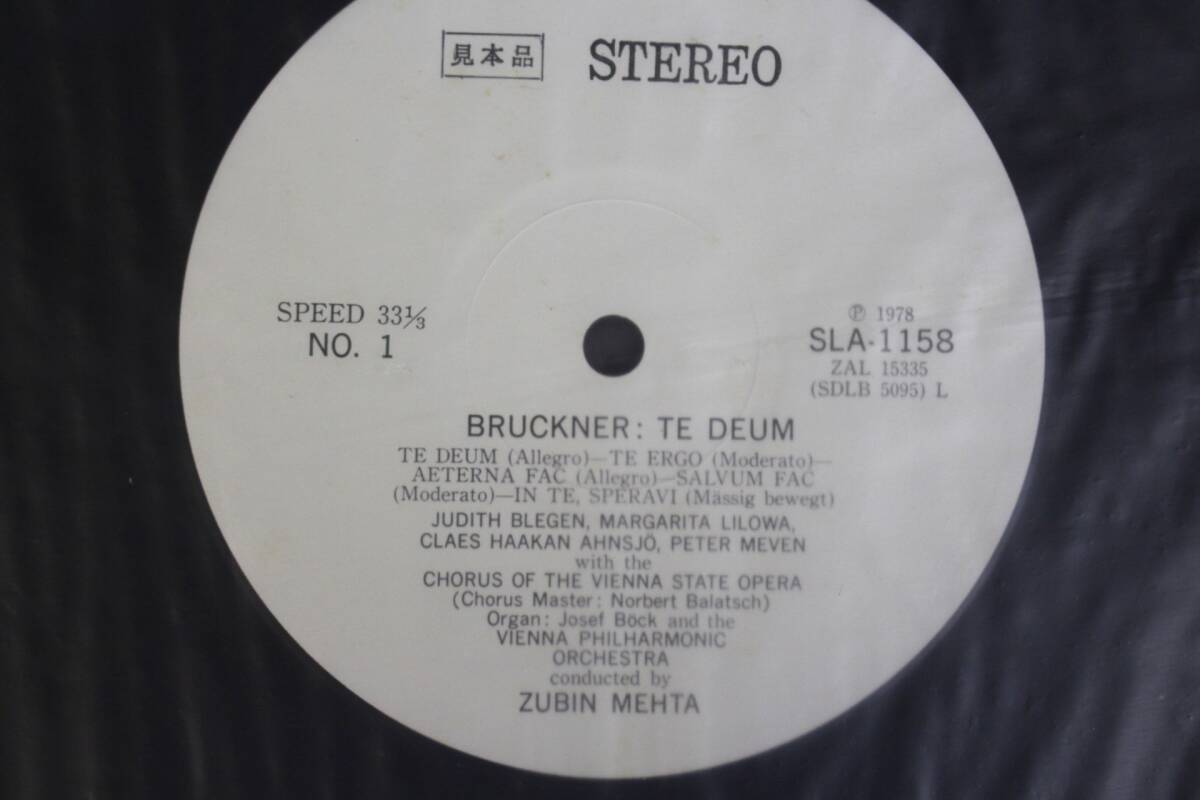 見本品 STEREO
SPEED 33⅓
NO. 1
℗ 1978
SLA-1158
ZAL 15335
(SDLB 5095) L
BRUCKNER: TE DEUM
TE DEUM (Allegro)—TE ERGO (Moderato)—
AETERNA FAC (Allegro)—SALVUM FAC
(Moderato)—IN TE, SPERAVI (Mässig bewegt)
JUDITH BLEGEN, MARGARITA LILOWA,
CLAES HAAKAN AHNSJÖ, PETER MEVEN
with the
CHORUS OF THE VIENNA STATE OPERA
(Chorus Master: Norbert Balatsch)
Organ: Josef Böck and the
VIENNA PHILHARMONIC
ORCHESTRA
conducted by
ZUBIN MEHTA